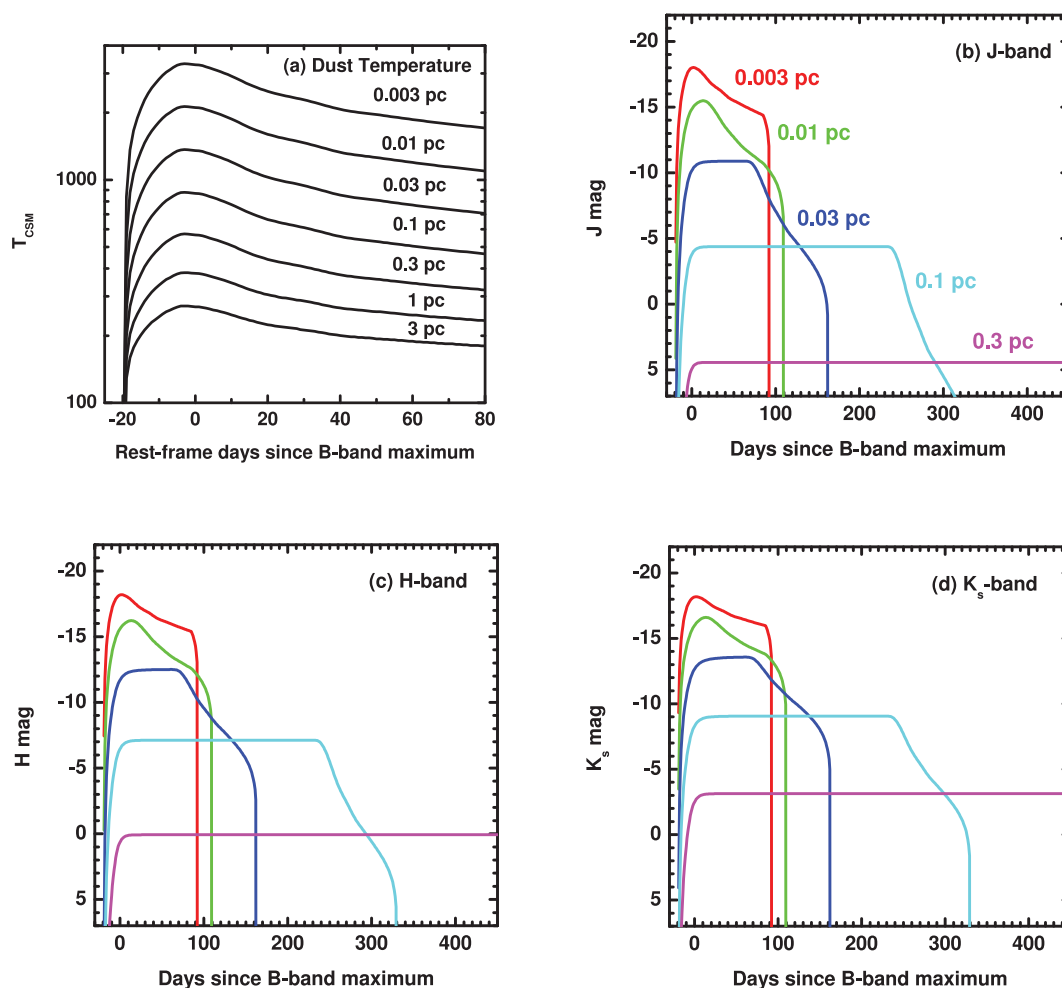 (a) Dust Temperature
0.003 pc
0.01 pc
0.03 pc
0.1 pc
0.3 pc
1 pc
3 pc
1000
100
T_CSM
-20 0 20 40 60 80
Rest-frame days since B-band maximum
(b) J-band
0.003 pc
0.01 pc
0.03 pc
0.1 pc
0.3 pc
-20
-15
-10
-5
0
5
J mag
0 100 200 300 400
Days since B-band maximum
(c) H-band
-20
-15
-10
-5
0
5
H mag
0 100 200 300 400
Days since B-band maximum
(d) K_s-band
-20
-15
-10
-5
0
5
K_s mag
0 100 200 300 400
Days since B-band maximum